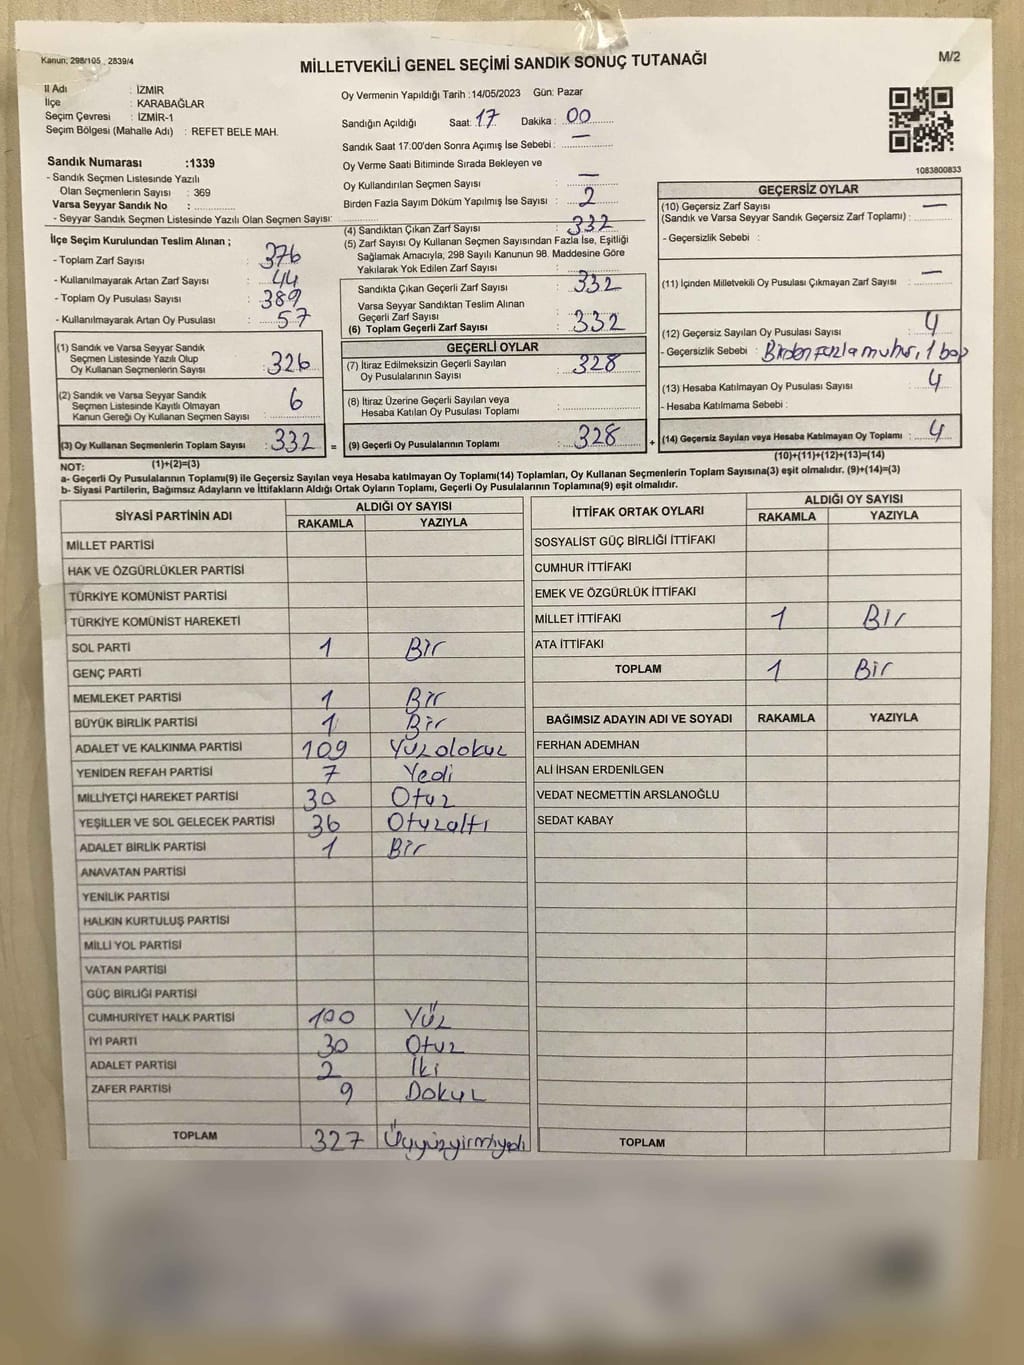 Kanun; 298/105 , 2839/4
MİLLETVEKİLİ GENEL SEÇİMİ SANDIK SONUÇ TUTANAĞI
M/2
İl Adı : İZMİR
İlçe : KARABAĞLAR
Seçim Çevresi : İZMİR-1
Seçim Bölgesi (Mahalle Adı) : REFET BELE MAH.
Sandık Numarası :1339
- Sandık Seçmen Listesinde Yazılı
Olan Seçmenlerin Sayısı : 369
Varsa Seyyar Sandık No :
- Seyyar Sandık Seçmen Listesinde Yazılı Olan Seçmen Sayısı:
Oy Vermenin Yapıldığı Tarih :14/05/2023 Gün: Pazar
Sandığın Açıldığı Saat: 17 Dakika : 00
Sandık Saat 17:00'den Sonra Açımış İse Sebebi : —
Oy Verme Saati Bitiminde Sırada Bekleyen ve
Oy Kullandırılan Seçmen Sayısı : —
Birden Fazla Sayım Döküm Yapılmış İse Sayısı : 2
1083800833
İlçe Seçim Kurulundan Teslim Alınan ;
- Toplam Zarf Sayısı : 376
- Kullanılmayarak Artan Zarf Sayısı : 44
- Toplam Oy Pusulası Sayısı : 389
- Kullanılmayarak Artan Oy Pusulası : 57
(1) Sandık ve Varsa Seyyar Sandık
Seçmen Listesinde Yazılı Olup
Oy Kullanan Seçmenlerin Sayısı : 326
(2) Sandık ve Varsa Seyyar Sandık
Seçmen Listesinde Kayıtlı Olmayan
Kanun Gereği Oy Kullanan Seçmen Sayısı : 6
(3) Oy Kullanan Seçmenlerin Toplam Sayısı : 332 =
(1)+(2)=(3)
(4) Sandıktan Çıkan Zarf Sayısı : 332
(5) Zarf Sayısı Oy Kullanan Seçmen Sayısından Fazla İse, Eşitliği
Sağlamak Amacıyla, 298 Sayılı Kanunun 98. Maddesine Göre
Yakılarak Yok Edilen Zarf Sayısı :
Sandıkta Çıkan Geçerli Zarf Sayısı : 332
Varsa Seyyar Sandıktan Teslim Alınan
Geçerli Zarf Sayısı :
(6) Toplam Geçerli Zarf Sayısı : 332
GEÇERLİ OYLAR
(7) İtiraz Edilmeksizin Geçerli Sayılan
Oy Pusulalarının Sayısı : 328
(8) İtiraz Üzerine Geçerli Sayılan veya
Hesaba Katılan Oy Pusulası Toplamı :
(9) Geçerli Oy Pusulalarının Toplamı : 328 +
GEÇERSİZ OYLAR
(10) Geçersiz Zarf Sayısı —
(Sandık ve Varsa Seyyar Sandık Geçersiz Zarf Toplamı) :
- Geçersizlik Sebebi :
(11) İçinden Milletvekili Oy Pusulası Çıkmayan Zarf Sayısı : —
(12) Geçersiz Sayılan Oy Pusulası Sayısı : 4
- Geçersizlik Sebebi : Birden fazla mühür, 1 boş
(13) Hesaba Katılmayan Oy Pusulası Sayısı : 4
- Hesaba Katılmama Sebebi :
(14) Geçersiz Sayılan veya Hesaba Katılmayan Oy Toplamı : 4
(10)+(11)+(12)+(13)=(14)
NOT:
a- Geçerli Oy Pusulalarının Toplamı(9) ile Geçersiz Sayılan veya Hesaba katılmayan Oy Toplamı(14) Toplamları, Oy Kullanan Seçmenlerin Toplam Sayısına(3) eşit olmalıdır. (9)+(14)=(3)
b- Siyasi Partilerin, Bağımsız Adayların ve İttifakların Aldığı Ortak Oyların Toplamı, Geçerli Oy Pusulalarının Toplamına(9) eşit olmalıdır.
SİYASİ PARTİNİN ADI ALDIĞI OY SAYISI
RAKAMLA YAZIYLA
MİLLET PARTİSİ
HAK VE ÖZGÜRLÜKLER PARTİSİ
TÜRKİYE KOMÜNİST PARTİSİ
TÜRKİYE KOMÜNİST HAREKETİ
SOL PARTİ 1 Bir
GENÇ PARTİ
MEMLEKET PARTİSİ 1 Bir
BÜYÜK BİRLİK PARTİSİ 1 Bir
ADALET VE KALKINMA PARTİSİ 109 Yüzdokuz
YENİDEN REFAH PARTİSİ 7 Yedi
MİLLİYETÇİ HAREKET PARTİSİ 30 Otuz
YEŞİLLER VE SOL GELECEK PARTİSİ 36 Otuzaltı
ADALET BİRLİK PARTİSİ 1 Bir
ANAVATAN PARTİSİ
YENİLİK PARTİSİ
HALKIN KURTULUŞ PARTİSİ
MİLLİ YOL PARTİSİ
VATAN PARTİSİ
GÜÇ BİRLİĞİ PARTİSİ
CUMHURİYET HALK PARTİSİ 100 Yüz
İYİ PARTİ 30 Otuz
ADALET PARTİSİ 2 İki
ZAFER PARTİSİ 9 Dokuz
TOPLAM 327 Üçyüzyirmiyedi
İTTİFAK ORTAK OYLARI ALDIĞI OY SAYISI
RAKAMLA YAZIYLA
SOSYALİST GÜÇ BİRLİĞİ İTTİFAKI
CUMHUR İTTİFAKI
EMEK VE ÖZGÜRLÜK İTTİFAKI
MİLLET İTTİFAKI 1 Bir
ATA İTTİFAKI
TOPLAM 1 Bir
BAĞIMSIZ ADAYIN ADI VE SOYADI RAKAMLA YAZIYLA
FERHAN ADEMHAN
ALİ İHSAN ERDENİLGEN
VEDAT NECMETTİN ARSLANOĞLU
SEDAT KABAY
TOPLAM